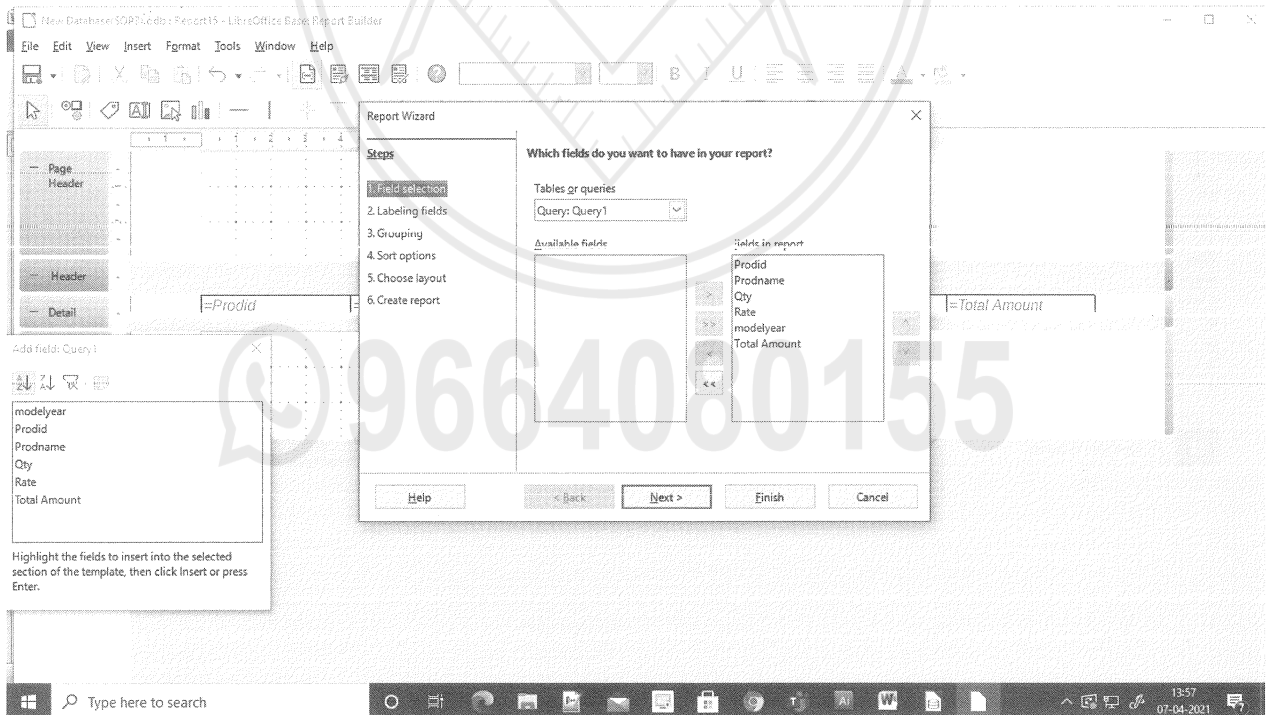 New Database SOP2.odb : Report15 - LibreOffice Base: Report Builder
File Edit View Insert Format Tools Window Help
Report Wizard
Steps
1. Field selection
2. Labeling fields
3. Grouping
4. Sort options
5. Choose layout
6. Create report
Which fields do you want to have in your report?
Tables or queries
Query: Query1
Available fields
Fields in report
Prodid
Prodname
Qty
Rate
modelyear
Total Amount
>
>>
<
<<
Help
< Back
Next >
Finish
Cancel
Page
Header
Header
Detail
=Prodid
=Total Amount
Add field: Query1
modelyear
Prodid
Prodname
Qty
Rate
Total Amount
Highlight the fields to insert into the selected
section of the template, then click Insert or press
Enter.
9664080155
Type here to search
13:57
07-04-2021